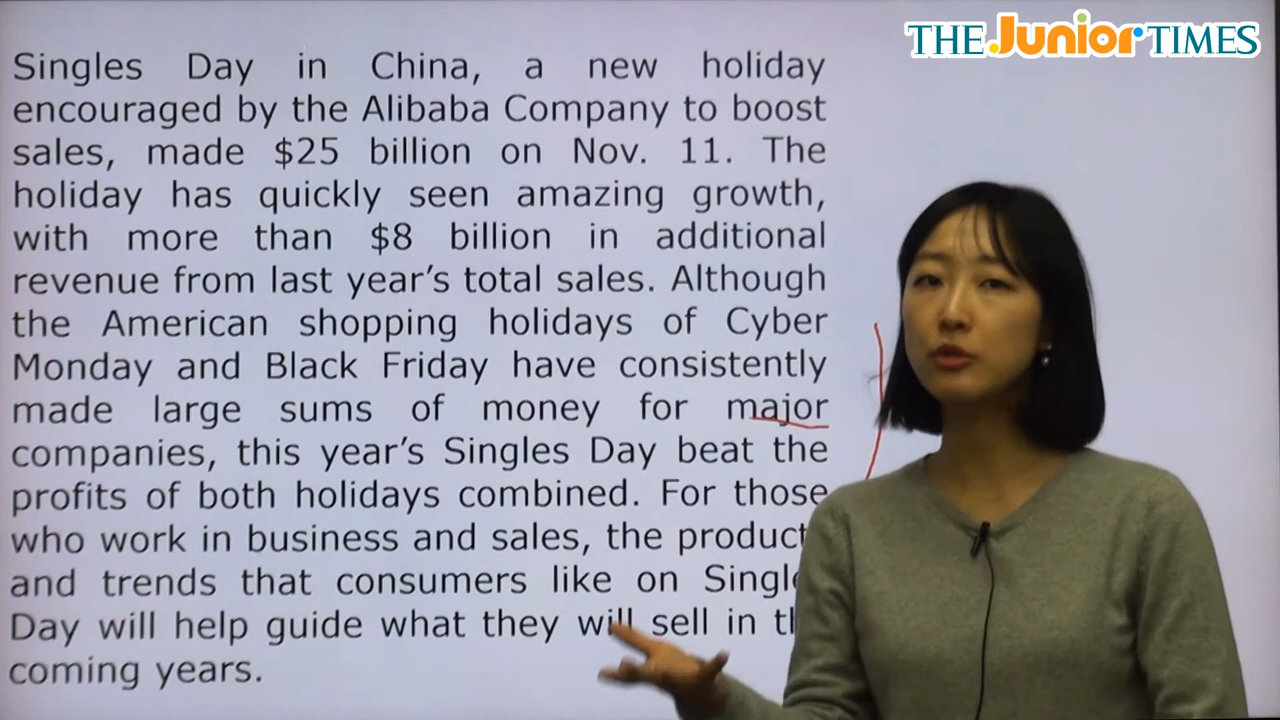 THE Junior TIMES
Singles Day in China, a new holiday
encouraged by the Alibaba Company to boost
sales, made $25 billion on Nov. 11. The
holiday has quickly seen amazing growth,
with more than $8 billion in additional
revenue from last year's total sales. Although
the American shopping holidays of Cyber
Monday and Black Friday have consistently
made large sums of money for major
companies, this year's Singles Day beat the
profits of both holidays combined. For those
who work in business and sales, the product
and trends that consumers like on Single
Day will help guide what they will sell in th
coming years.